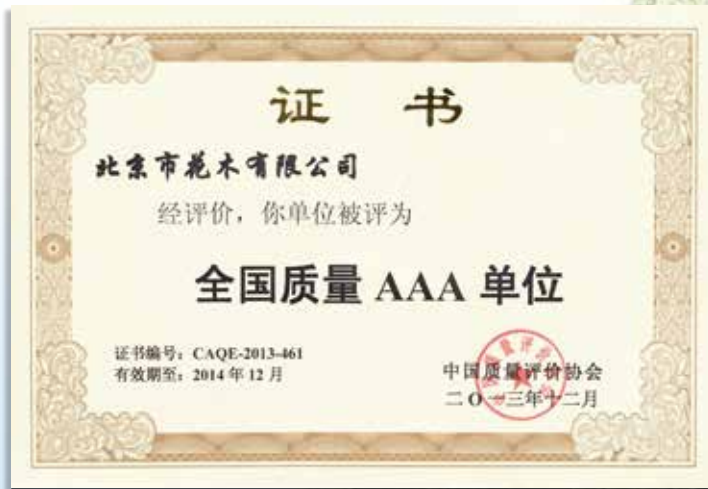 证 书
北京市花木有限公司
经评价，你单位被评为
全国质量 AAA 单位
证书编号：CAQE-2013-461
有效期至：2014 年 12 月
中国质量评价协会
二〇一三年十二月